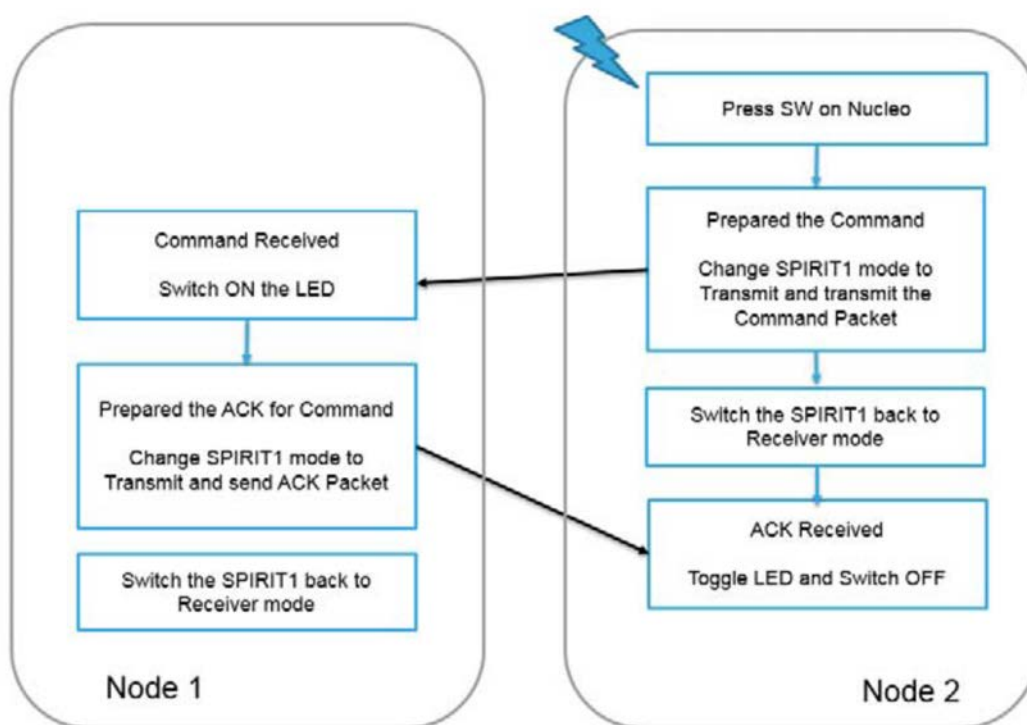 Press SW on Nucleo
Prepared the Command
Change SPIRIT1 mode to
Transmit and transmit the
Command Packet
Switch the SPIRIT1 back to
Receiver mode
ACK Received
Toggle LED and Switch OFF
Node 2
Command Received
Switch ON the LED
Prepared the ACK for Command
Change SPIRIT1 mode to
Transmit and send ACK Packet
Switch the SPIRIT1 back to
Receiver mode
Node 1